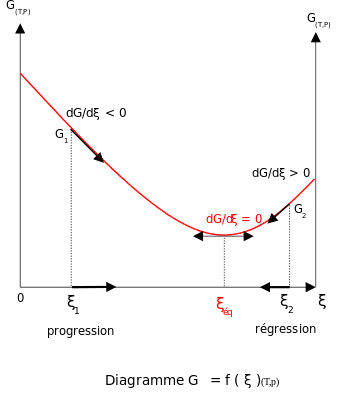 G(T,P)
G(T,P)
dG/dξ < 0
G1
dG/dξ > 0
G2
dG/dξ = 0
0
ξ1
ξéq
ξ2
ξ
progression
régression
Diagramme G = f ( ξ )(T,p)